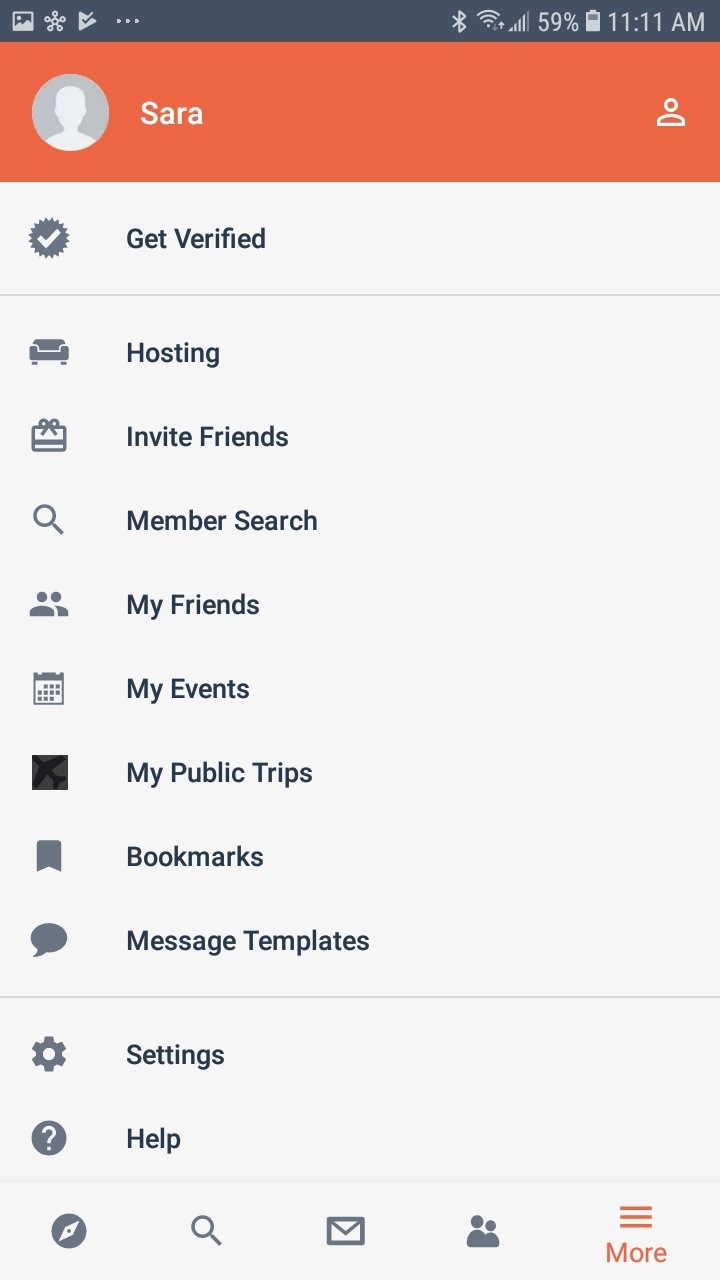 59% 11:11 AM
Sara
Get Verified
Hosting
Invite Friends
Member Search
My Friends
My Events
My Public Trips
Bookmarks
Message Templates
Settings
Help
More